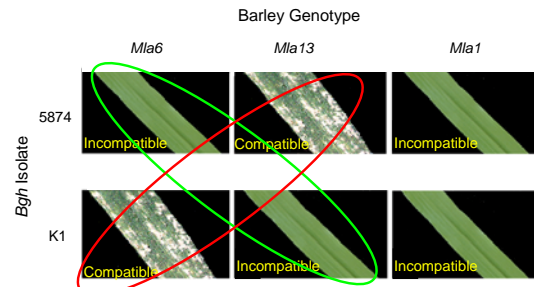 Barley Genotype
Mla6 Mla13 Mla1
5874
Incompatible Compatible Incompatible
Bgh Isolate
K1
Compatible Incompatible Incompatible